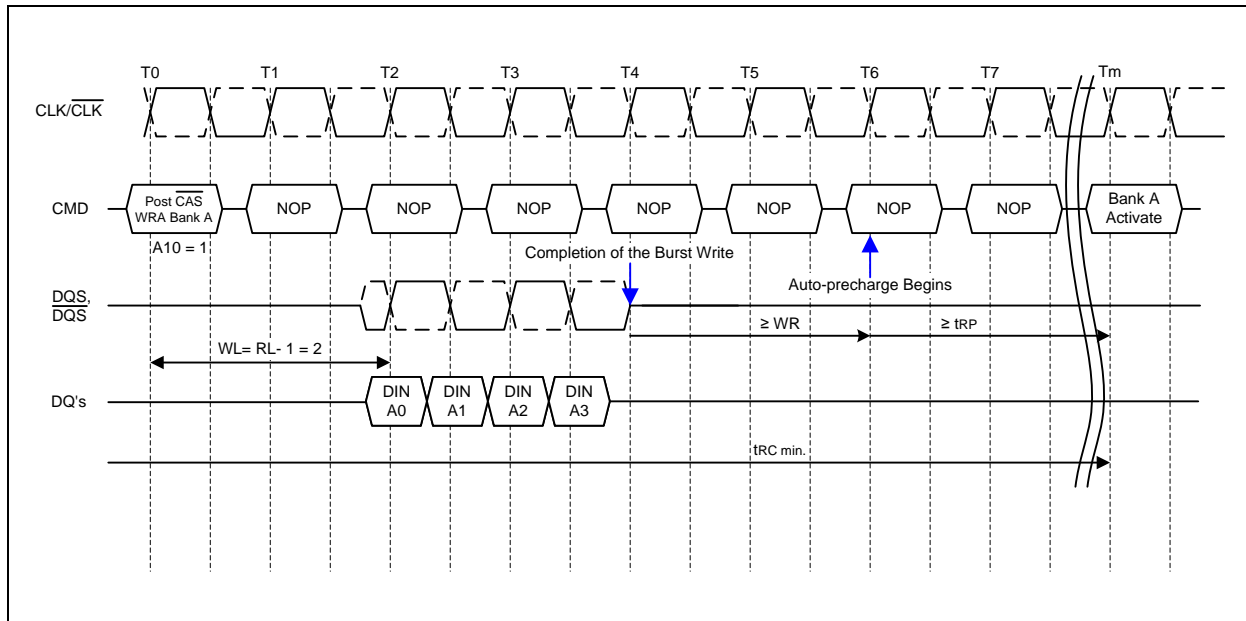 T0 T1 T2 T3 T4 T5 T6 T7 Tm
CLK/CLK
CMD
Post CAS
WRA Bank A
NOP NOP NOP NOP NOP NOP NOP
Bank A
Activate
A10 = 1
Completion of the Burst Write
Auto-precharge Begins
DQS,
DQS
≥ WR
≥ tRP
WL= RL- 1 = 2
DQ's
DIN
A0
DIN
A1
DIN
A2
DIN
A3
tRC min.